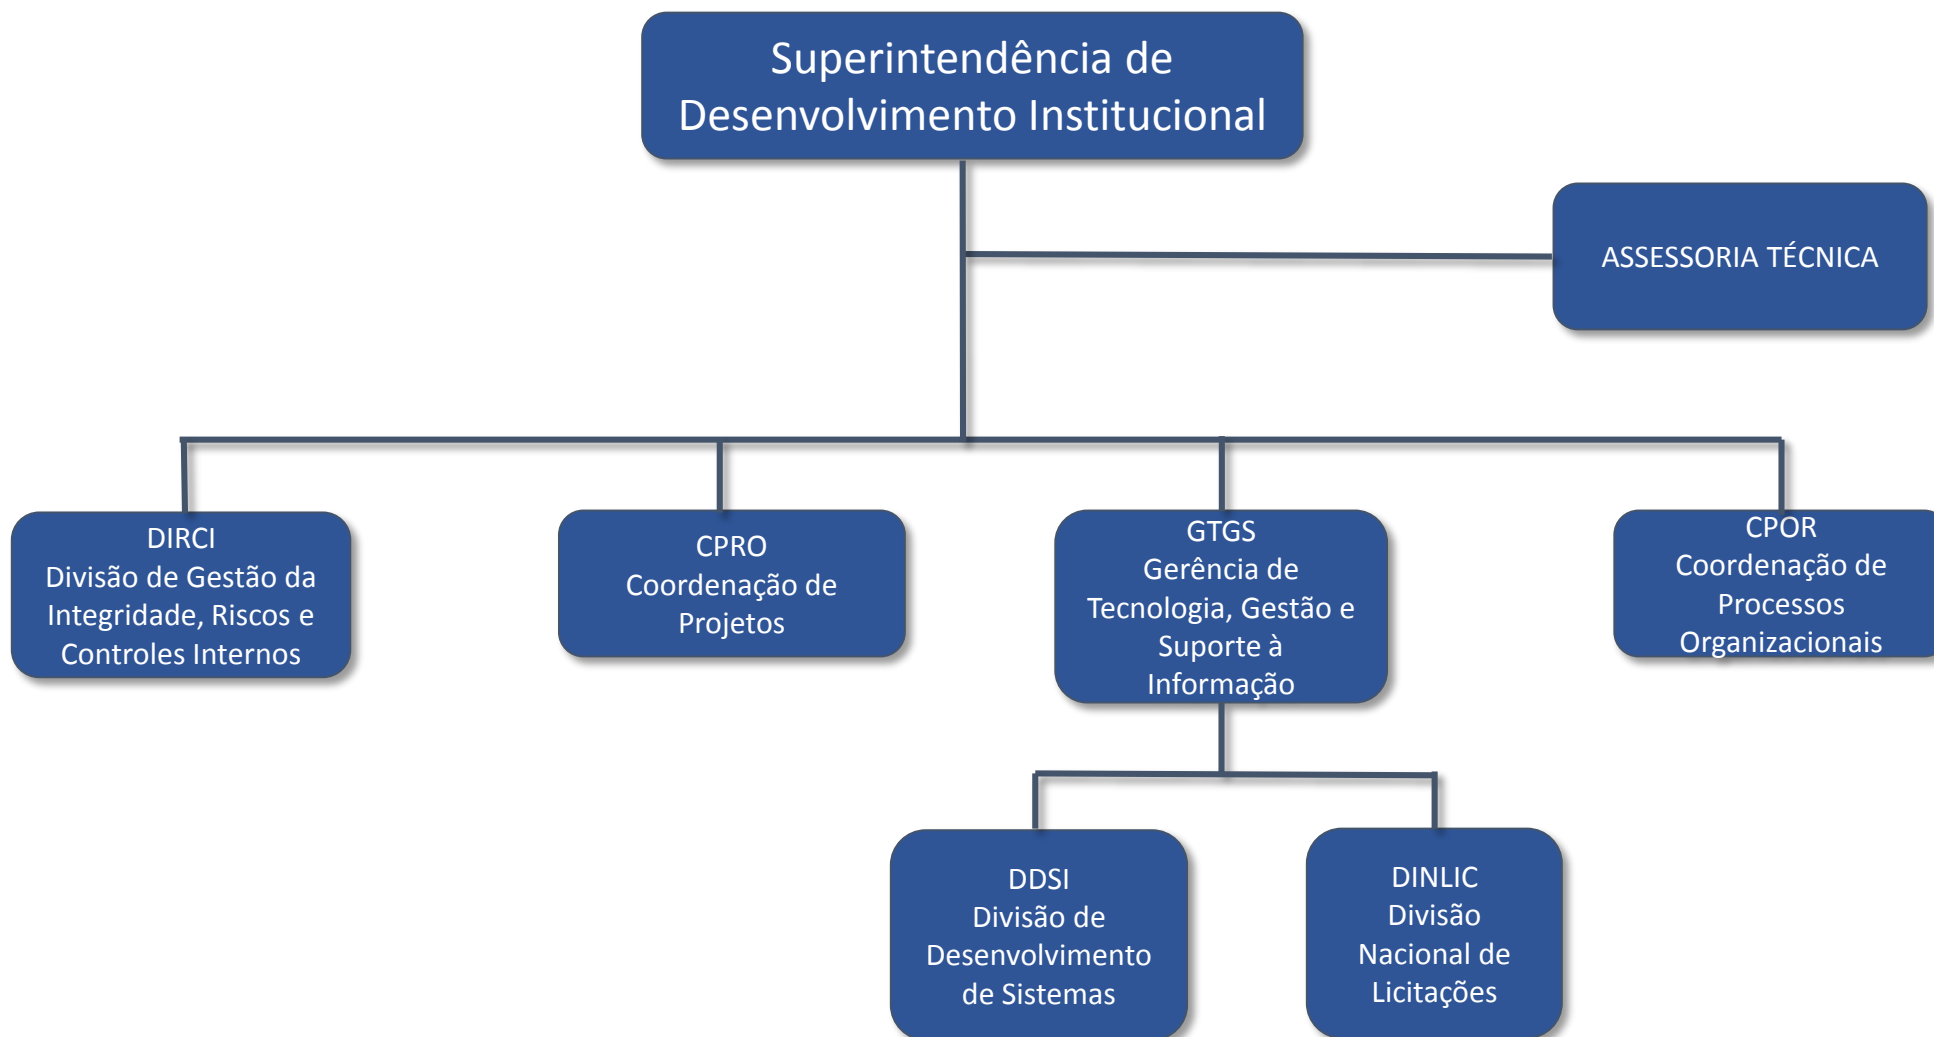 Superintendência de
Desenvolvimento Institucional
ASSESSORIA TÉCNICA
DIRCI
Divisão de Gestão da
Integridade, Riscos e
Controles Internos
CPRO
Coordenação de
Projetos
GTGS
Gerência de
Tecnologia, Gestão e
Suporte à
Informação
CPOR
Coordenação de
Processos
Organizacionais
DDSI
Divisão de
Desenvolvimento
de Sistemas
DINLIC
Divisão
Nacional de
Licitações